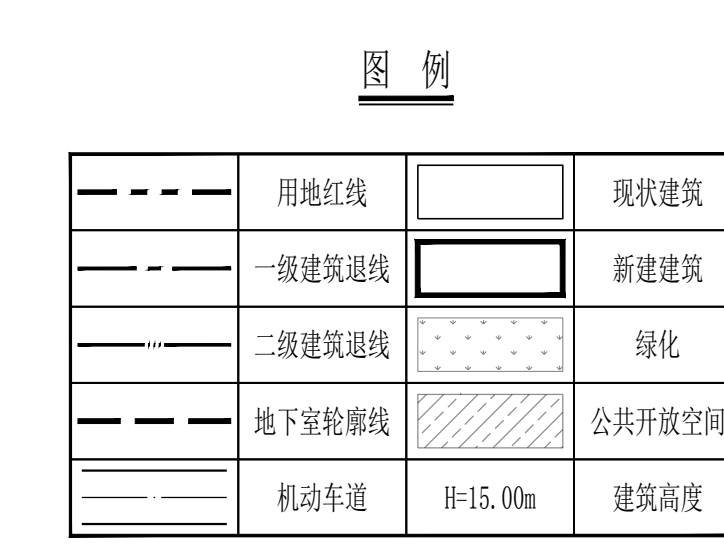 图 例
用地红线 现状建筑
一级建筑退线 新建建筑
二级建筑退线 绿化
地下室轮廓线 公共开放空间
机动车道 H=15.00m 建筑高度